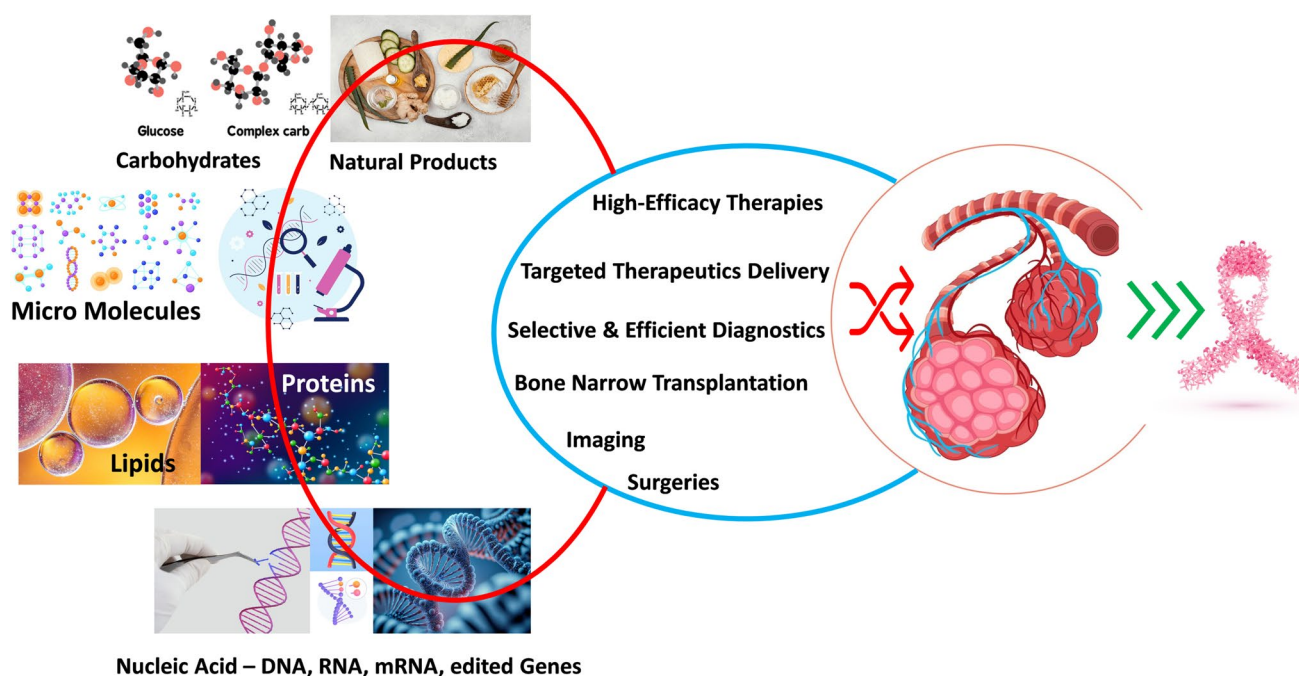 Glucose
Complex carb
Carbohydrates
Natural Products
Micro Molecules
Proteins
Lipids
Nucleic Acid – DNA, RNA, mRNA, edited Genes
High-Efficacy Therapies
Targeted Therapeutics Delivery
Selective & Efficient Diagnostics
Bone Narrow Transplantation
Imaging
Surgeries